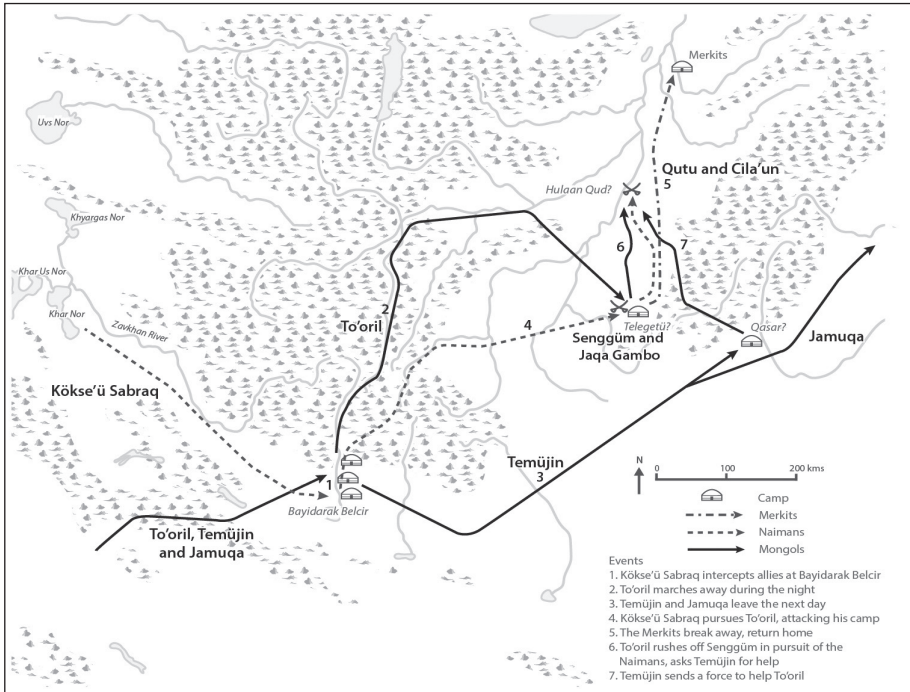 Merkits
Uvs Nor
Qutu and Cila'un
5
Hulaan Qud?
Khyargas Nor
6
7
Khar Us Nor
Khar Nor
2
To'oril
Zavkhan River
4
Telegetü?
Qasar?
Senggüm and
Jaqa Gambo
Jamuqa
Kökse'ü Sabraq
Temüjin
3
N
0 100 200 kms
1
Bayidarak Belcir
To'oril, Temüjin
and Jamuqa
Camp
Merkits
Naimans
Mongols
Events
1. Kökse'ü Sabraq intercepts allies at Bayidarak Belcir
2. To'oril marches away during the night
3. Temüjin and Jamuqa leave the next day
4. Kökse'ü Sabraq pursues To'oril, attacking his camp
5. The Merkits break away, return home
6. To'oril rushes off Senggüm in pursuit of the
Naimans, asks Temüjin for help
7. Temüjin sends a force to help To'oril